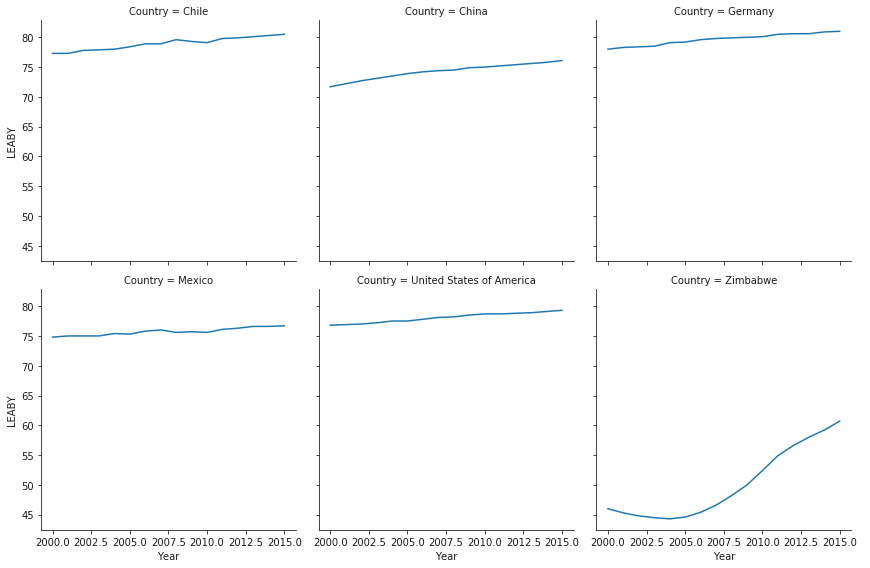 Country = Chile
Country = China
Country = Germany
80
75
70
65
60
55
50
45
LEABY
Country = Mexico
Country = United States of America
Country = Zimbabwe
80
75
70
65
60
55
50
45
LEABY
2000.0 2002.5 2005.0 2007.5 2010.0 2012.5 2015.0
2000.0 2002.5 2005.0 2007.5 2010.0 2012.5 2015.0
2000.0 2002.5 2005.0 2007.5 2010.0 2012.5 2015.0
Year
Year
Year